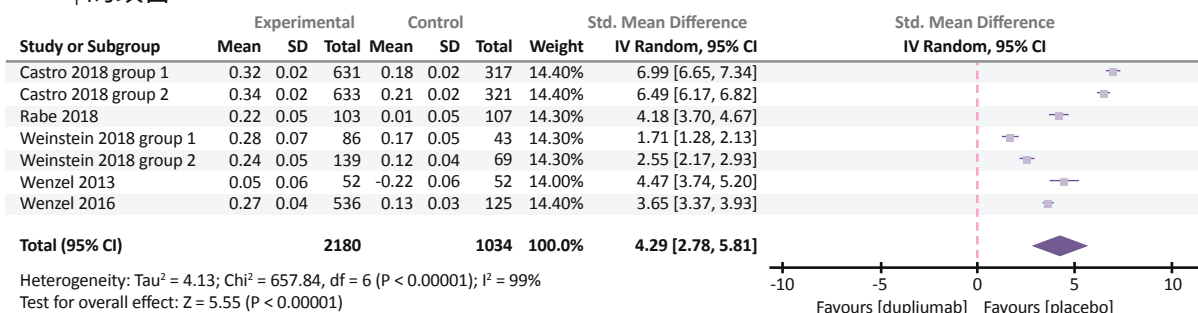 Experimental Control Std. Mean Difference Std. Mean Difference
Study or Subgroup Mean SD Total Mean SD Total Weight IV Random, 95% CI IV Random, 95% CI
Castro 2018 group 1 0.32 0.02 631 0.18 0.02 317 14.40% 6.99 [6.65, 7.34]
Castro 2018 group 2 0.34 0.02 633 0.21 0.02 321 14.40% 6.49 [6.17, 6.82]
Rabe 2018 0.22 0.05 103 0.01 0.05 107 14.30% 4.18 [3.70, 4.67]
Weinstein 2018 group 1 0.28 0.07 86 0.17 0.05 43 14.30% 1.71 [1.28, 2.13]
Weinstein 2018 group 2 0.24 0.05 139 0.12 0.04 69 14.30% 2.55 [2.17, 2.93]
Wenzel 2013 0.05 0.06 52 -0.22 0.06 52 14.00% 4.47 [3.74, 5.20]
Wenzel 2016 0.27 0.04 536 0.13 0.03 125 14.40% 3.65 [3.37, 3.93]
Total (95% CI) 2180 1034 100.0% 4.29 [2.78, 5.81]
Heterogeneity: Tau² = 4.13; Chi² = 657.84, df = 6 (P < 0.00001); I² = 99%
Test for overall effect: Z = 5.55 (P < 0.00001)
-10 -5 0 5 10
Favours [dupliumab] Favours [placebo]